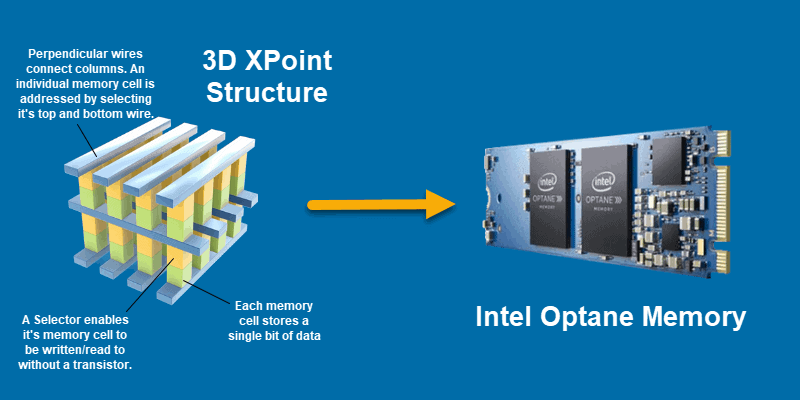 Perpendicular wires
connect columns. An
individual memory cell is
addressed by selecting
it's top and bottom wire.
3D XPoint
Structure
A Selector enables
it's memory cell to
be written/read to
without a transistor.
Each memory
cell stores a
single bit of data
intel
OPTANE
MEMORY
intel
OPTANE
MEMORY
Intel Optane Memory